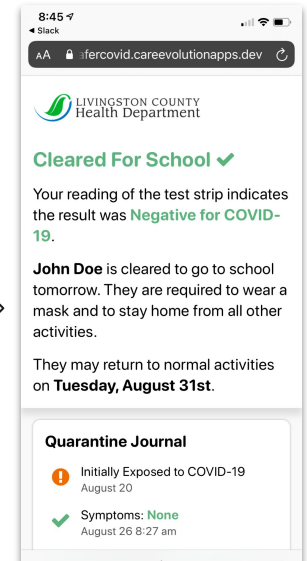 8:45
◀ Slack
AA afercovid.careevolutionapps.dev
LIVINGSTON COUNTY
Health Department
Cleared For School ✔
Your reading of the test strip indicates
the result was Negative for COVID-
19.
John Doe is cleared to go to school
tomorrow. They are required to wear a
mask and to stay home from all other
activities.
They may return to normal activities
on Tuesday, August 31st.
Quarantine Journal
Initially Exposed to COVID-19
August 20
Symptoms: None
August 26 8:27 am